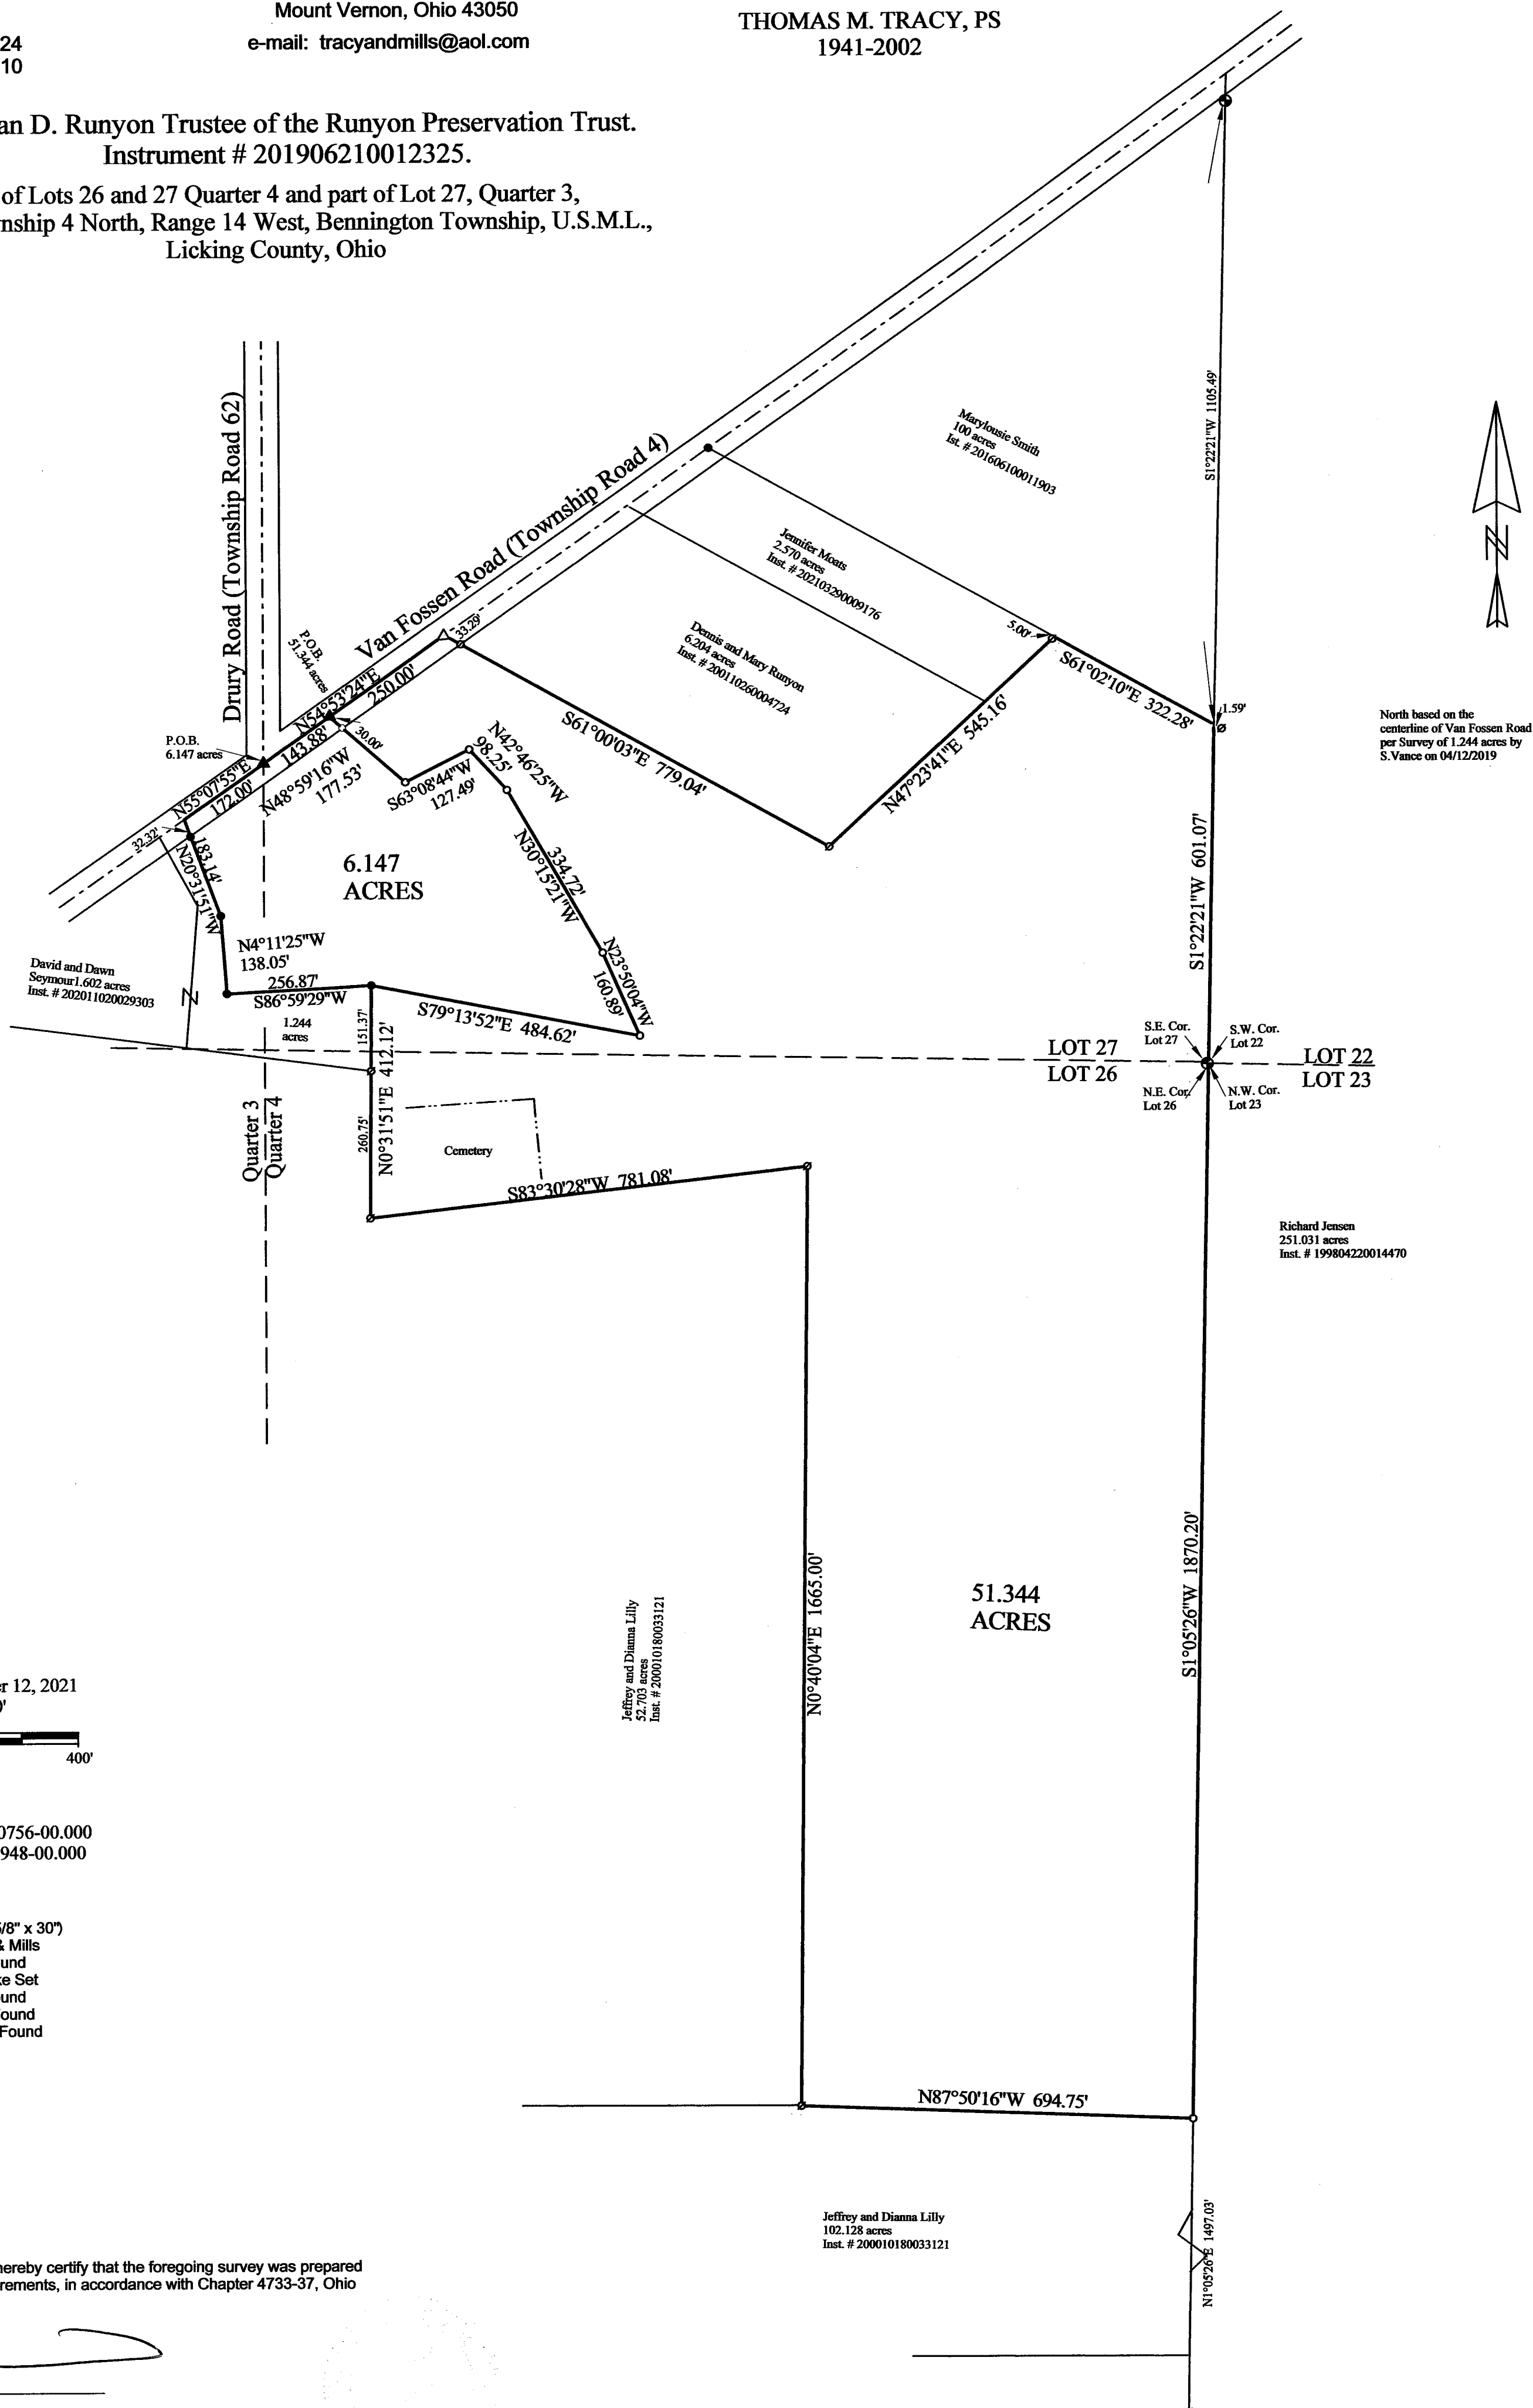 Mount Vernon, Ohio 43050
e-mail: tracyandmills@aol.com
24
10
THOMAS M. TRACY, PS
1941-2002
an D. Runyon Trustee of the Runyon Preservation Trust.
Instrument # 201906210012325.
of Lots 26 and 27 Quarter 4 and part of Lot 27, Quarter 3,
nship 4 North, Range 14 West, Bennington Township, U.S.M.L.,
Licking County, Ohio
Drury Road (Township Road 62)
Van Fossen Road (Township Road 4)
P.O.B.
51.344 acres
P.O.B.
6.147 acres
Marylousie Smith
100 acres
Ist. # 201606100011903
Jennifer Moats
2.570 acres
Inst. # 202103290009176
Dennis and Mary Runyon
6.204 acres
Inst. # 200110260004724
S1°22'21"W 1105.49'
N
5.00'
S61°02'10"E 322.28'
1.59'
North based on the
centerline of Van Fossen Road
per Survey of 1.244 acres by
S.Vance on 04/12/2019
33.29'
N54°53'24"E
250.00'
143.88'
30.00'
N55°07'55"E
172.00'
32.32'
N48°59'16"W
177.53'
S63°08'44"W
127.49'
N42°46'25"W
98.25'
S61°00'03"E 779.04'
N47°23'41"E 545.16'
S1°22'21"W 601.07'
183.14'
N20°31'51"W
6.147
ACRES
334.72'
N30°15'21"W
N23°50'04"W
160.89'
N4°11'25"W
138.05'
256.87'
S86°59'29"W
David and Dawn
Seymour1.602 acres
Inst. # 202011020029303
1.244
acres
S79°13'52"E 484.62'
151.37'
N0°31'51"E 412.12'
260.75'
LOT 27
LOT 26
S.E. Cor.
Lot 27
S.W. Cor.
Lot 22
N.E. Cor.
Lot 26
N.W. Cor.
Lot 23
LOT 22
LOT 23
Quarter 3
Quarter 4
Cemetery
S83°30'28"W 781.08'
Richard Jensen
251.031 acres
Inst. # 199804220014470
N0°40'04"E 1665.00'
S1°05'26"W 1870.20'
51.344
ACRES
Jeffrey and Dianna Lilly
52.703 acres
Inst. # 200010180033121
r 12, 2021
400'
0756-00.000
948-00.000
5/8" x 30")
& Mills
und
ke Set
und
ound
Found
N87°50'16"W 694.75'
Jeffrey and Dianna Lilly
102.128 acres
Inst. # 200010180033121
N1°05'26"E 1497.03'
hereby certify that the foregoing survey was prepared
rements, in accordance with Chapter 4733-37, Ohio